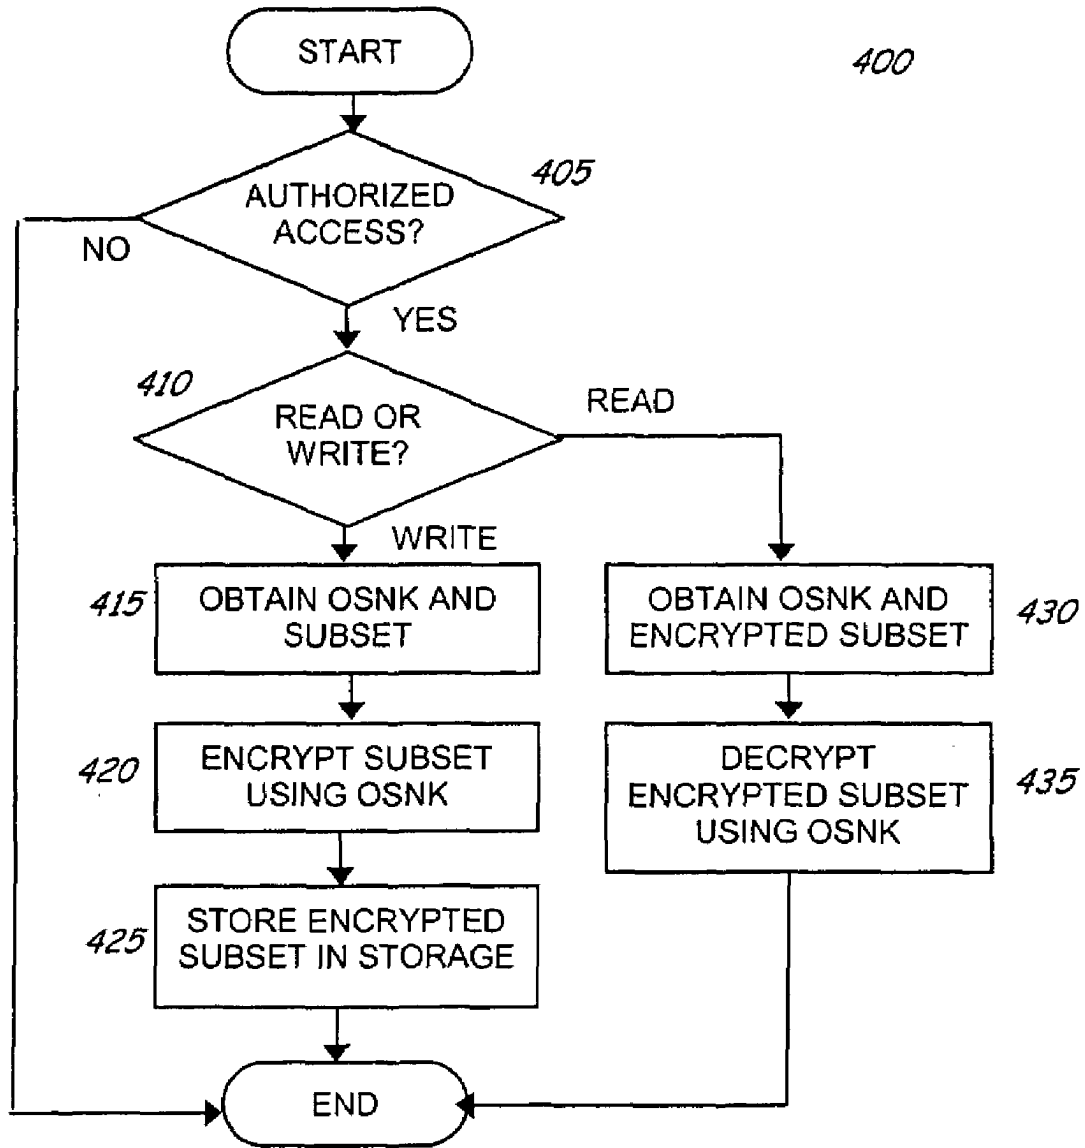 START
400
405
AUTHORIZED
ACCESS?
NO
YES
410
READ OR
WRITE?
READ
WRITE
415
OBTAIN OSNK AND
SUBSET
OBTAIN OSNK AND
ENCRYPTED SUBSET
430
420
ENCRYPT SUBSET
USING OSNK
DECRYPT
ENCRYPTED SUBSET
USING OSNK
435
425
STORE ENCRYPTED
SUBSET IN STORAGE
END